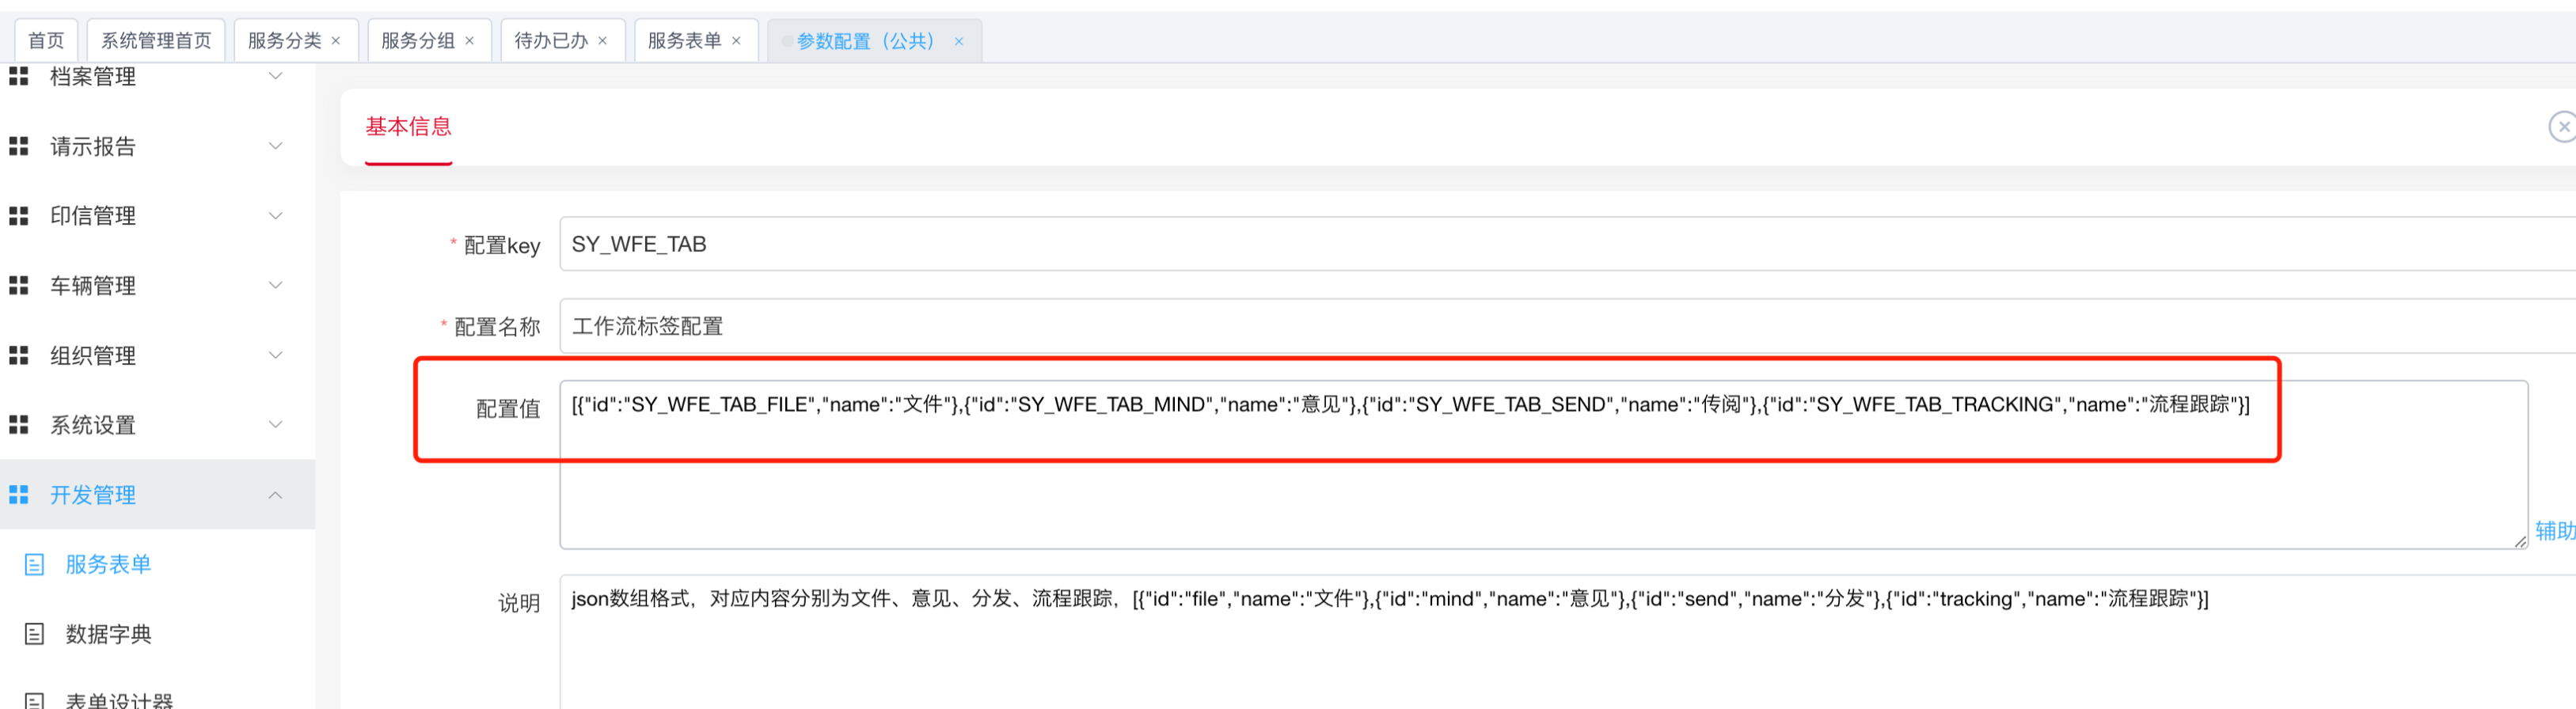 首页 系统管理首页 服务分类 × 服务分组 × 待办已办 × 服务表单 × 参数配置（公共） ×
档案管理
请示报告
印信管理
车辆管理
组织管理
系统设置
开发管理
服务表单
数据字典
表单设计器
基本信息
* 配置key SY_WFE_TAB
* 配置名称 工作流标签配置
配置值 [{"id":"SY_WFE_TAB_FILE","name":"文件"},{"id":"SY_WFE_TAB_MIND","name":"意见"},{"id":"SY_WFE_TAB_SEND","name":"传阅"},{"id":"SY_WFE_TAB_TRACKING","name":"流程跟踪"}]
辅助
说明 json数组格式，对应内容分别为文件、意见、分发、流程跟踪，[{"id":"file","name":"文件"},{"id":"mind","name":"意见"},{"id":"send","name":"分发"},{"id":"tracking","name":"流程跟踪"}]